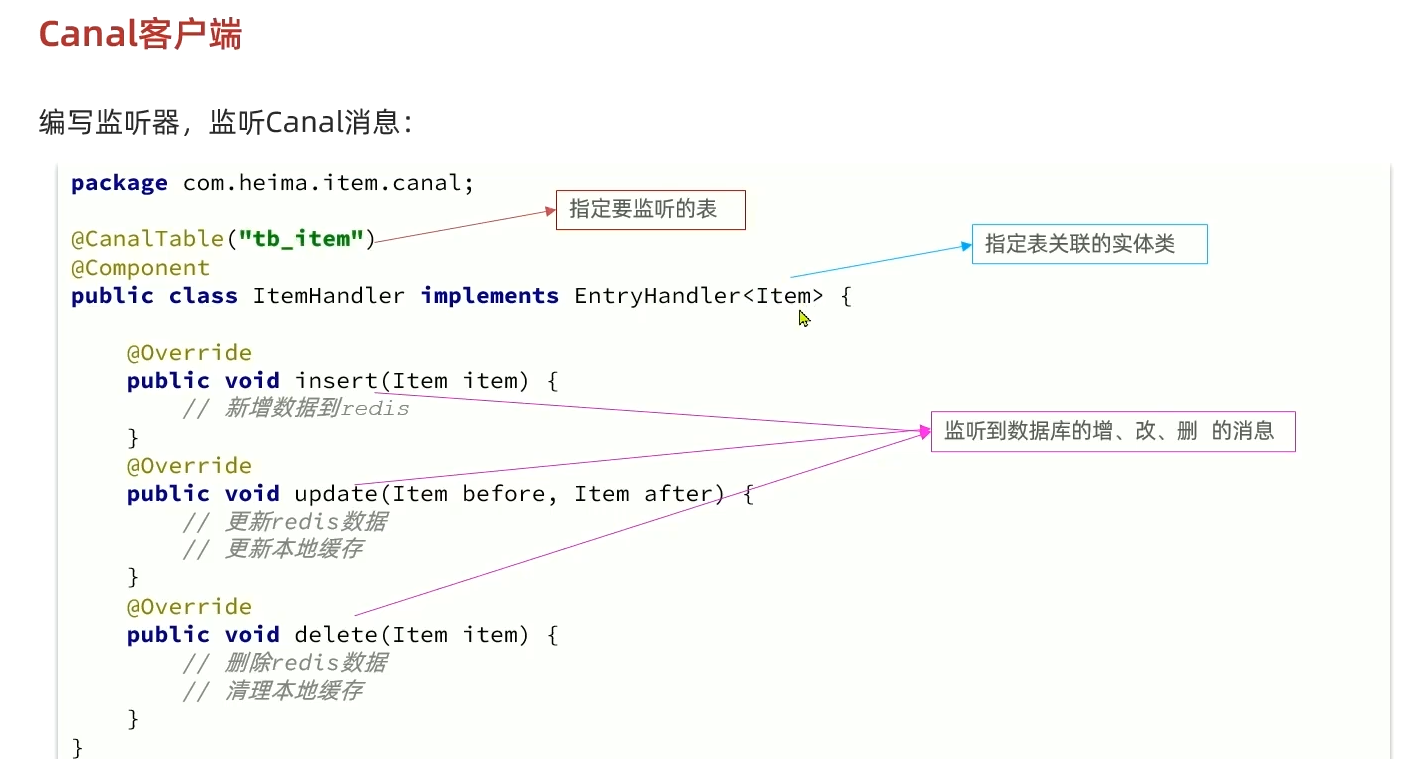 Canal客户端
编写监听器，监听Canal消息：
package com.heima.item.canal;
指定要监听的表
@CanalTable("tb_item")
指定表关联的实体类
@Component
public class ItemHandler implements EntryHandler<Item> {
@Override
public void insert(Item item) {
// 新增数据到redis
}
监听到数据库的增、改、删 的消息
@Override
public void update(Item before, Item after) {
// 更新redis数据
// 更新本地缓存
}
@Override
public void delete(Item item) {
// 删除redis数据
// 清理本地缓存
}
}